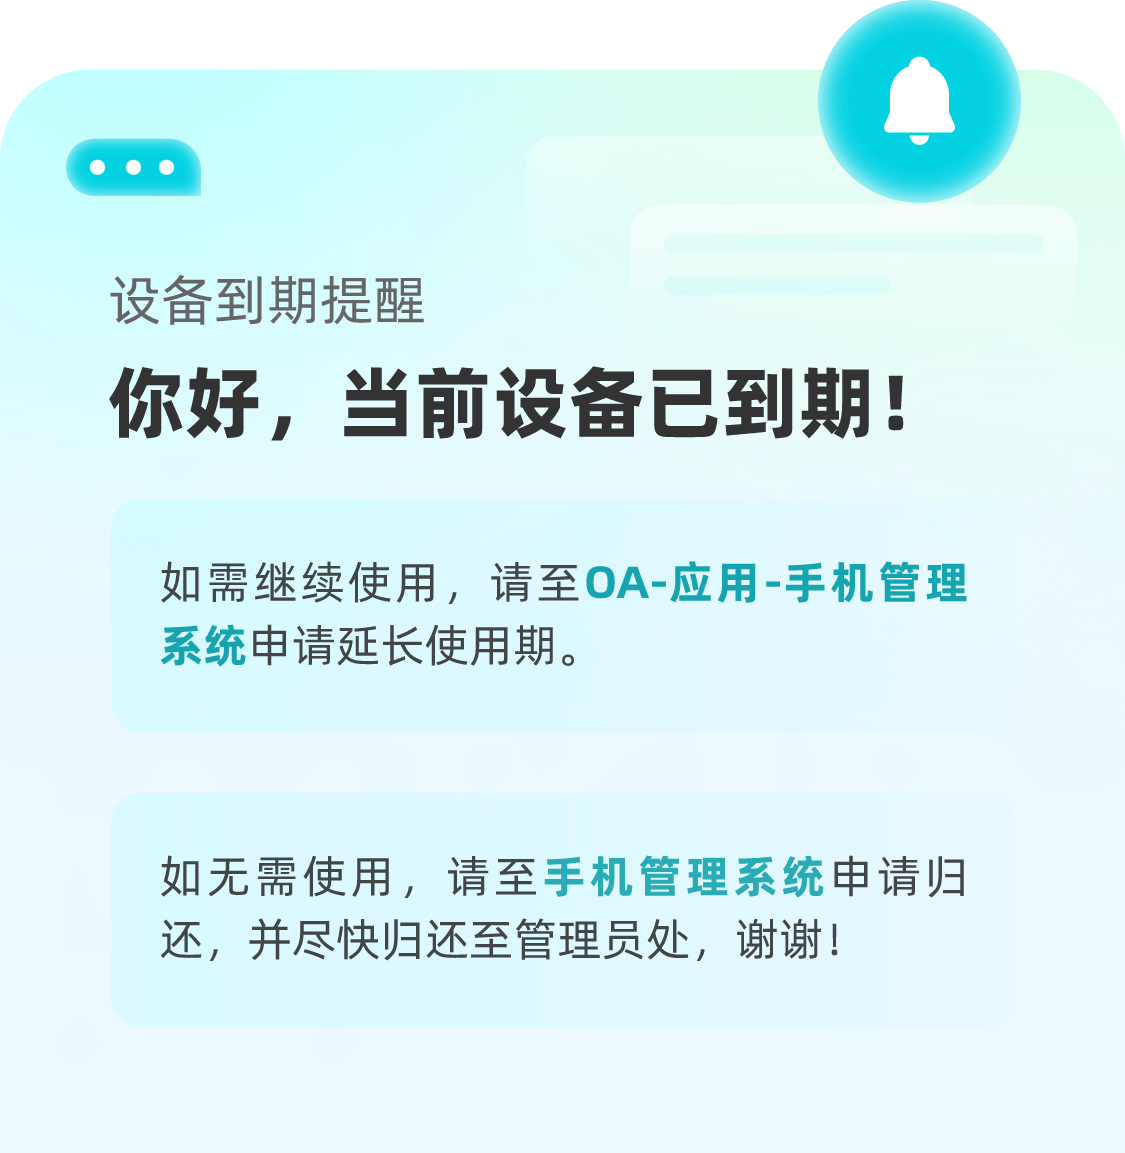 设备到期提醒
你好，当前设备已到期！
如需继续使用，请至OA-应用-手机管理
系统申请延长使用期。
如无需使用，请至手机管理系统申请归
还，并尽快归还至管理员处，谢谢！